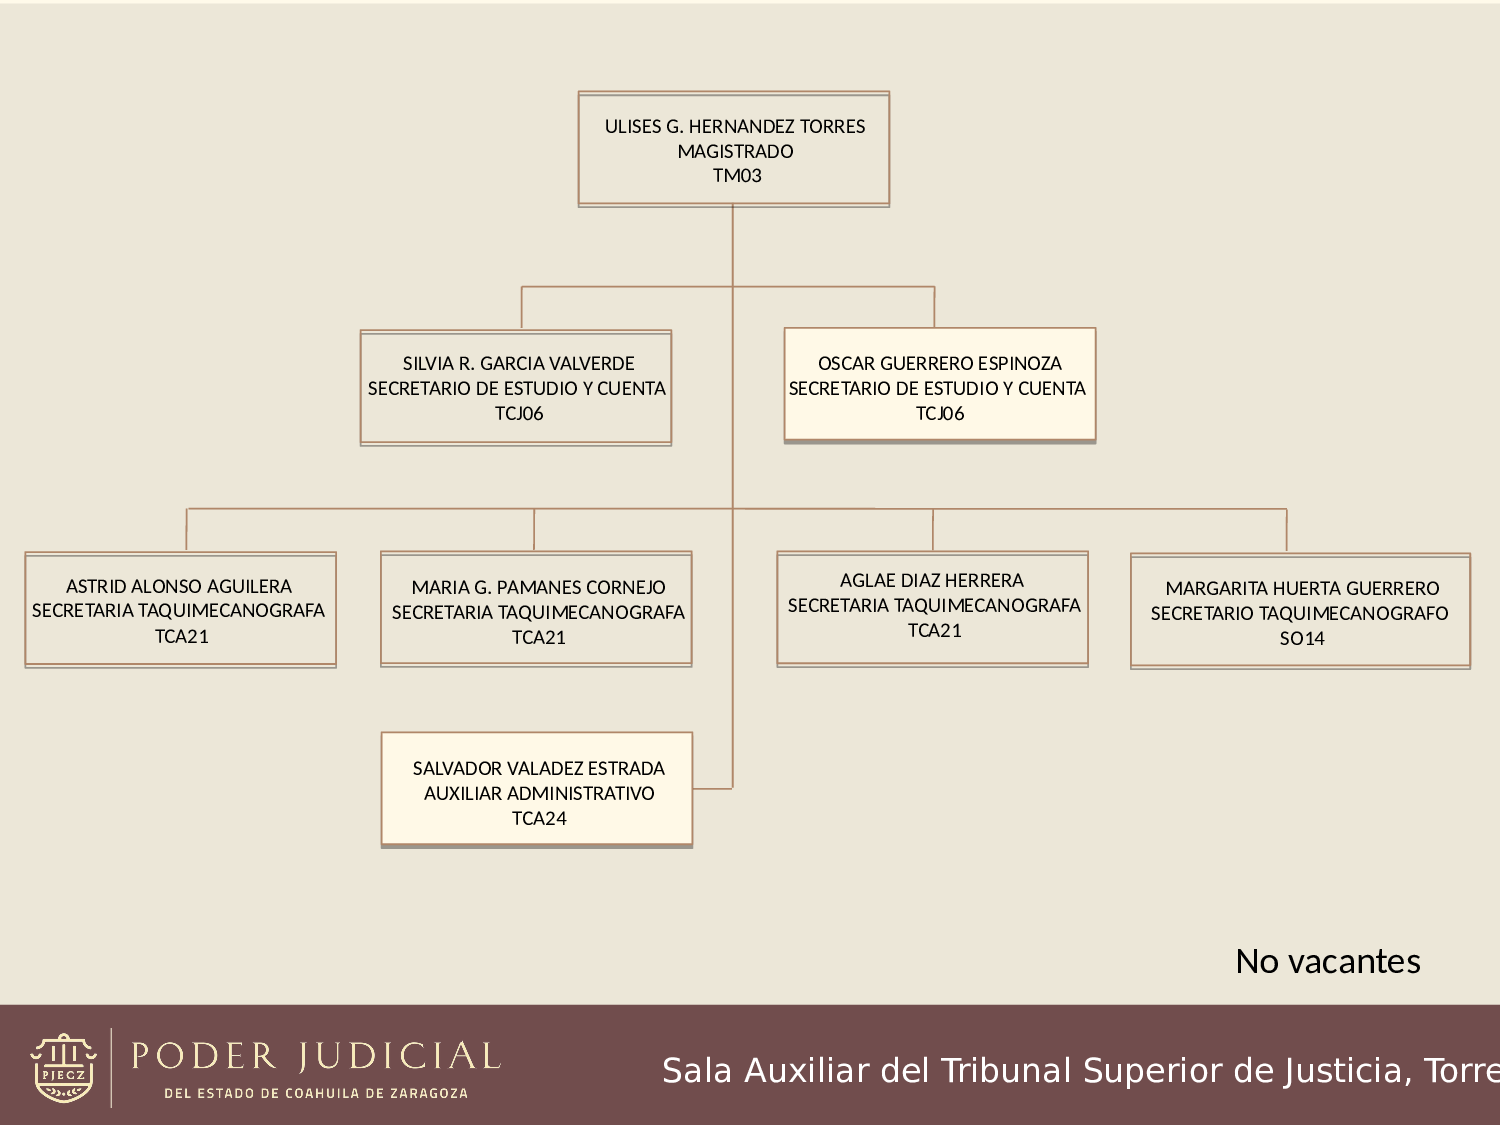 ULISES G. HERNANDEZ TORRES
MAGISTRADO
TM03
SILVIA R. GARCIA VALVERDE
SECRETARIO DE ESTUDIO Y CUENTA
TCJ06
OSCAR GUERRERO ESPINOZA
SECRETARIO DE ESTUDIO Y CUENTA
TCJ06
ASTRID ALONSO AGUILERA
SECRETARIA TAQUIMECANOGRAFA
TCA21
MARIA G. PAMANES CORNEJO
SECRETARIA TAQUIMECANOGRAFA
TCA21
AGLAE DIAZ HERRERA
SECRETARIA TAQUIMECANOGRAFA
TCA21
MARGARITA HUERTA GUERRERO
SECRETARIO TAQUIMECANOGRAFO
SO14
SALVADOR VALADEZ ESTRADA
AUXILIAR ADMINISTRATIVO
TCA24
No vacantes
PJECZ
PODER JUDICIAL
DEL ESTADO DE COAHUILA DE ZARAGOZA
Sala Auxiliar del Tribunal Superior de Justicia, Torre